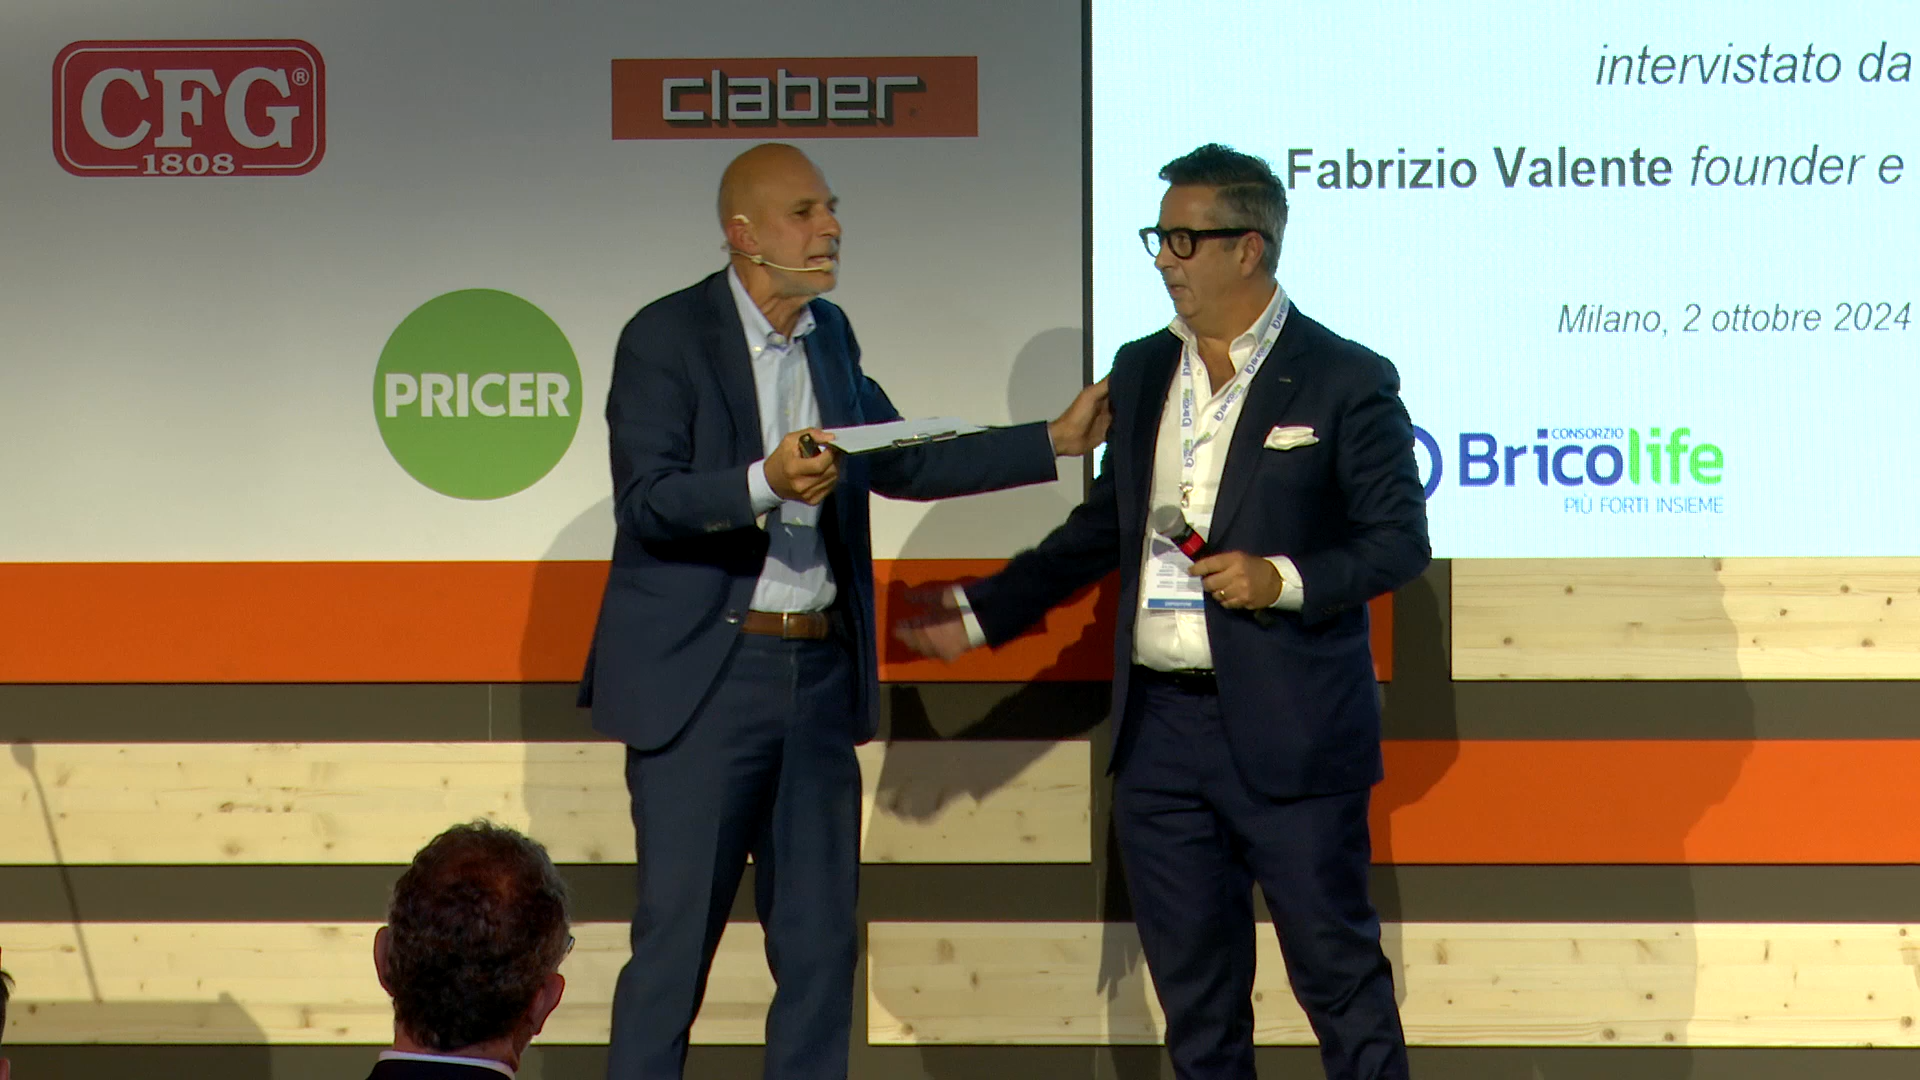 CFG®
1808
claber
PRICER
intervistato da
Fabrizio Valente founder e
Milano, 2 ottobre 2024
CONSORZIO
Bricolife
PIÙ FORTI INSIEME